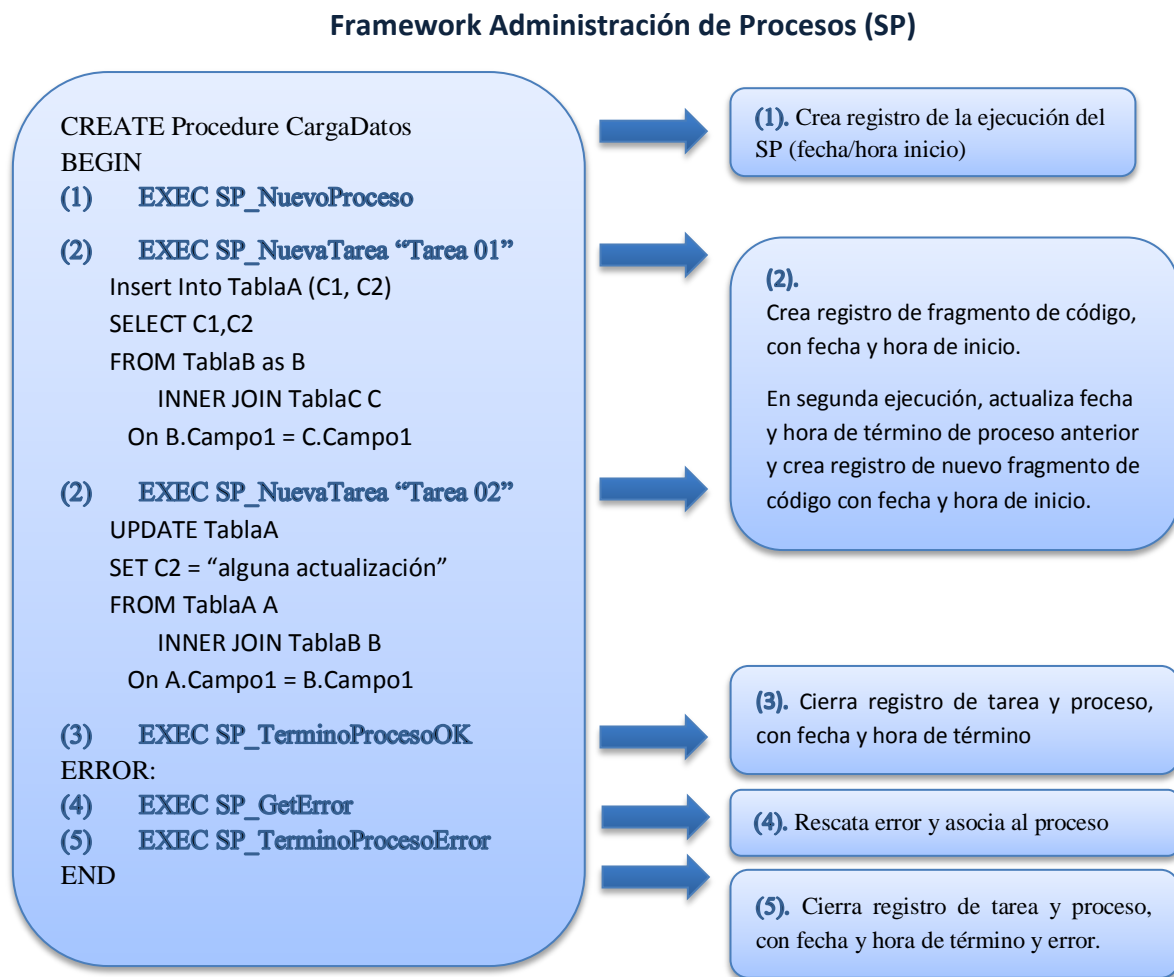 Framework Administración de Procesos (SP)
CREATE Procedure CargaDatos
BEGIN
(1) EXEC SP_NuevoProceso
(2) EXEC SP_NuevaTarea “Tarea 01”
Insert Into TablaA (C1, C2)
SELECT C1,C2
FROM TablaB as B
INNER JOIN TablaC C
On B.Campo1 = C.Campo1
(2) EXEC SP_NuevaTarea “Tarea 02”
UPDATE TablaA
SET C2 = “alguna actualización”
FROM TablaA A
INNER JOIN TablaB B
On A.Campo1 = B.Campo1
(3) EXEC SP_TerminoProcesoOK
ERROR:
(4) EXEC SP_GetError
(5) EXEC SP_TerminoProcesoError
END
(1). Crea registro de la ejecución del
SP (fecha/hora inicio)
(2).
Crea registro de fragmento de código,
con fecha y hora de inicio.
En segunda ejecución, actualiza fecha
y hora de término de proceso anterior
y crea registro de nuevo fragmento de
código con fecha y hora de inicio.
(3). Cierra registro de tarea y proceso,
con fecha y hora de término
(4). Rescata error y asocia al proceso
(5). Cierra registro de tarea y proceso,
con fecha y hora de término y error.